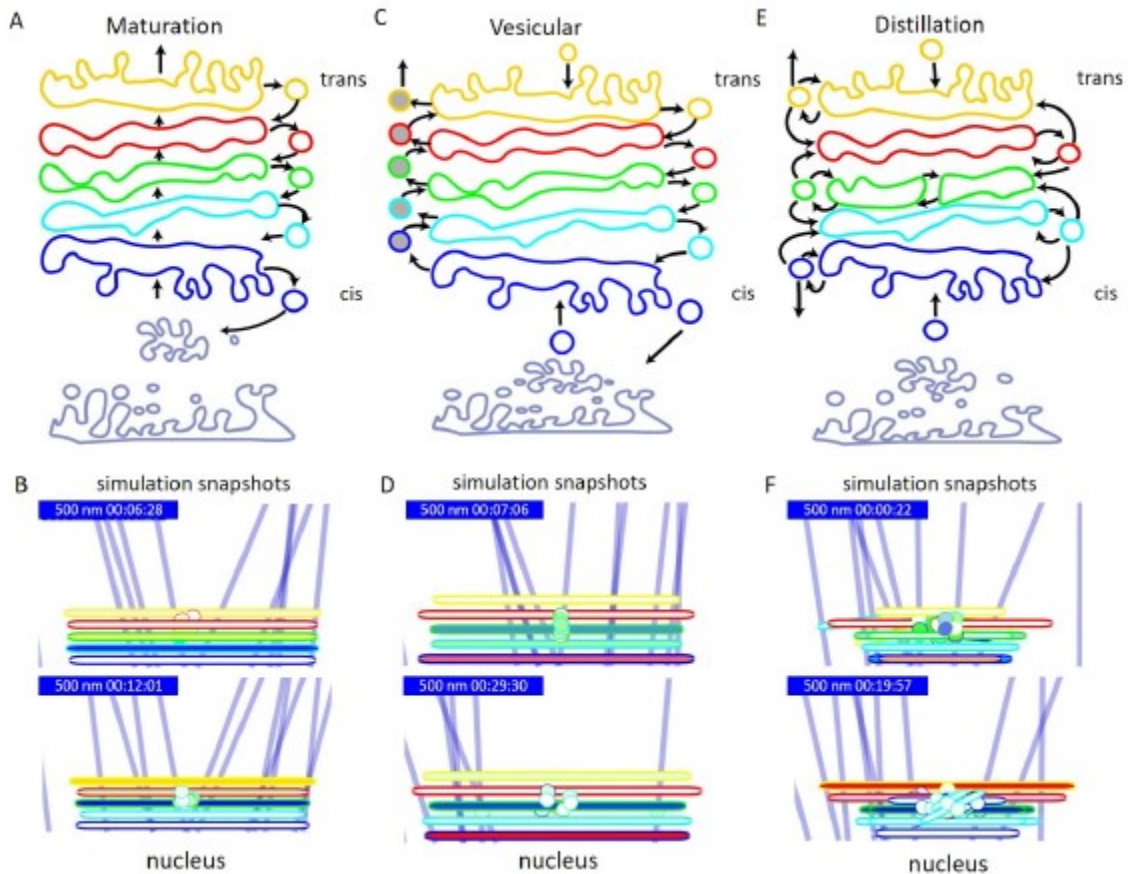 A
Maturation
trans
cis
C
Vesicular
trans
cis
E
Distillation
trans
cis
B
simulation snapshots
500 nm 00:06:28
500 nm 00:12:01
nucleus
D
simulation snapshots
500 nm 00:07:06
500 nm 00:29:30
nucleus
F
simulation snapshots
500 nm 00:00:22
500 nm 00:19:57
nucleus